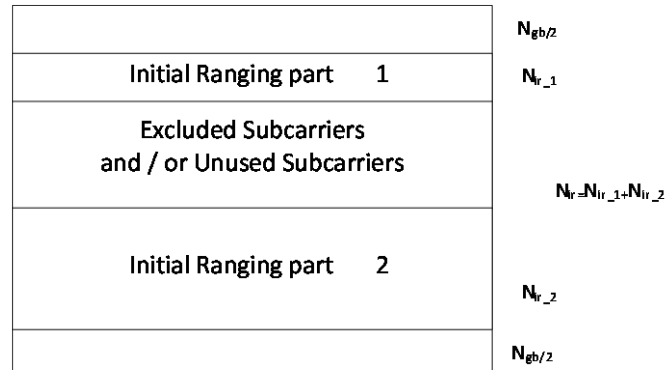 N_gb/2
Initial Ranging part 1 N_ir_1
Excluded Subcarriers
and / or Unused Subcarriers
N_ir=N_ir_1+N_ir_2
Initial Ranging part 2
N_ir_2
N_gb/2